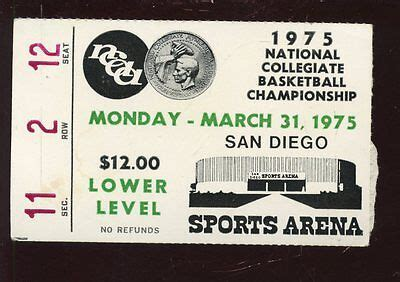 12 SEAT
2 ROW
11 SEC.
ncaa
1975
NATIONAL
COLLEGIATE
BASKETBALL
CHAMPIONSHIP
MONDAY - MARCH 31, 1975
$12.00
LOWER
LEVEL
NO REFUNDS
SAN DIEGO
SPORTS ARENA
SPORTS ARENA